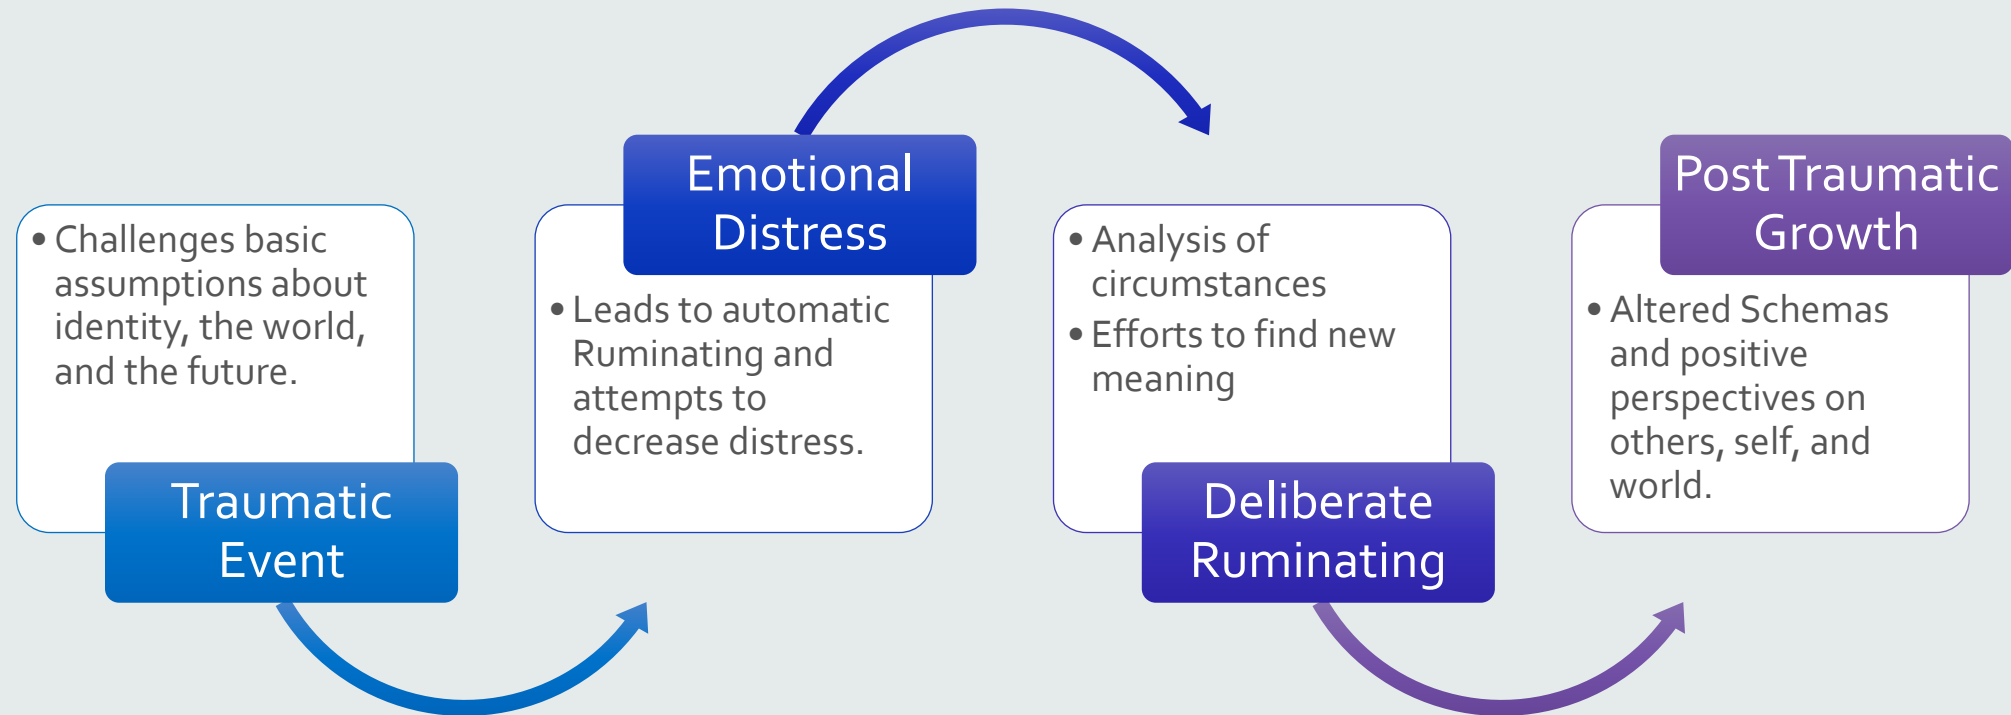 • Challenges basic
assumptions about
identity, the world,
and the future.
Traumatic
Event
Emotional
Distress
• Leads to automatic
Ruminating and
attempts to
decrease distress.
• Analysis of
circumstances
• Efforts to find new
meaning
Deliberate
Ruminating
Post Traumatic
Growth
• Altered Schemas
and positive
perspectives on
others, self, and
world.